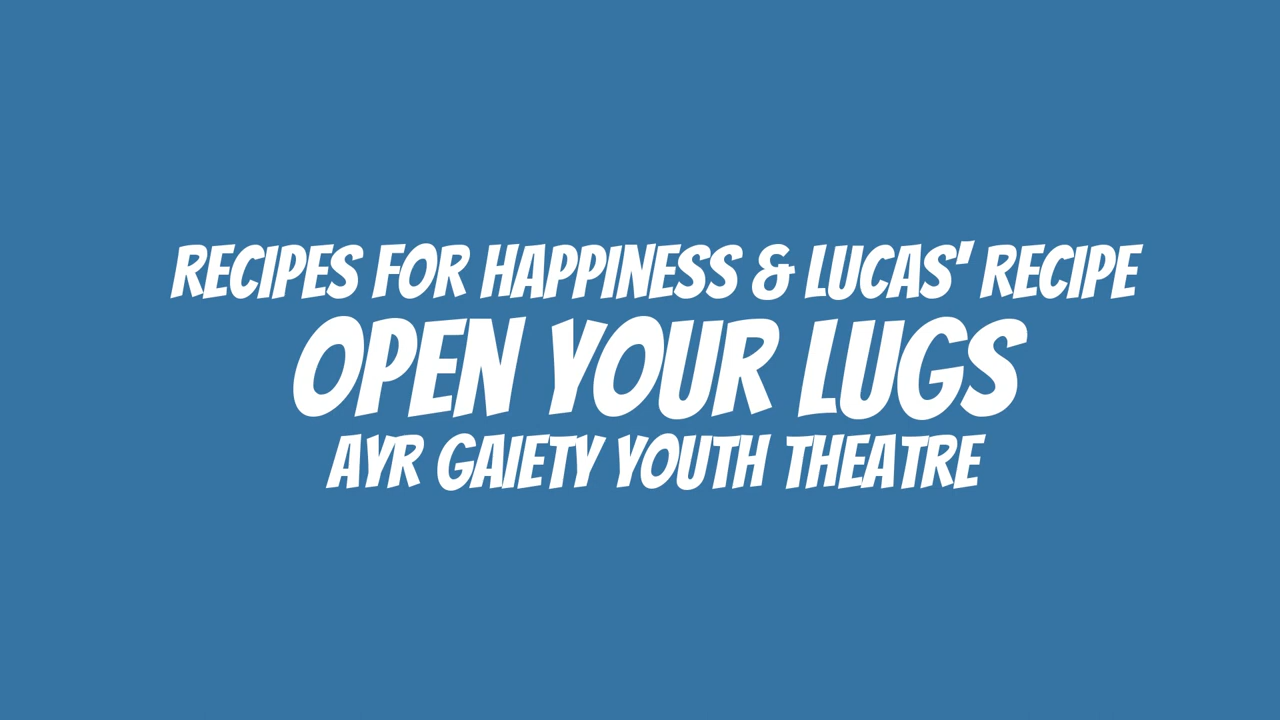 RECIPES FOR HAPPINESS & LUCAS' RECIPE
OPEN YOUR LUGS
AYR GAIETY YOUTH THEATRE